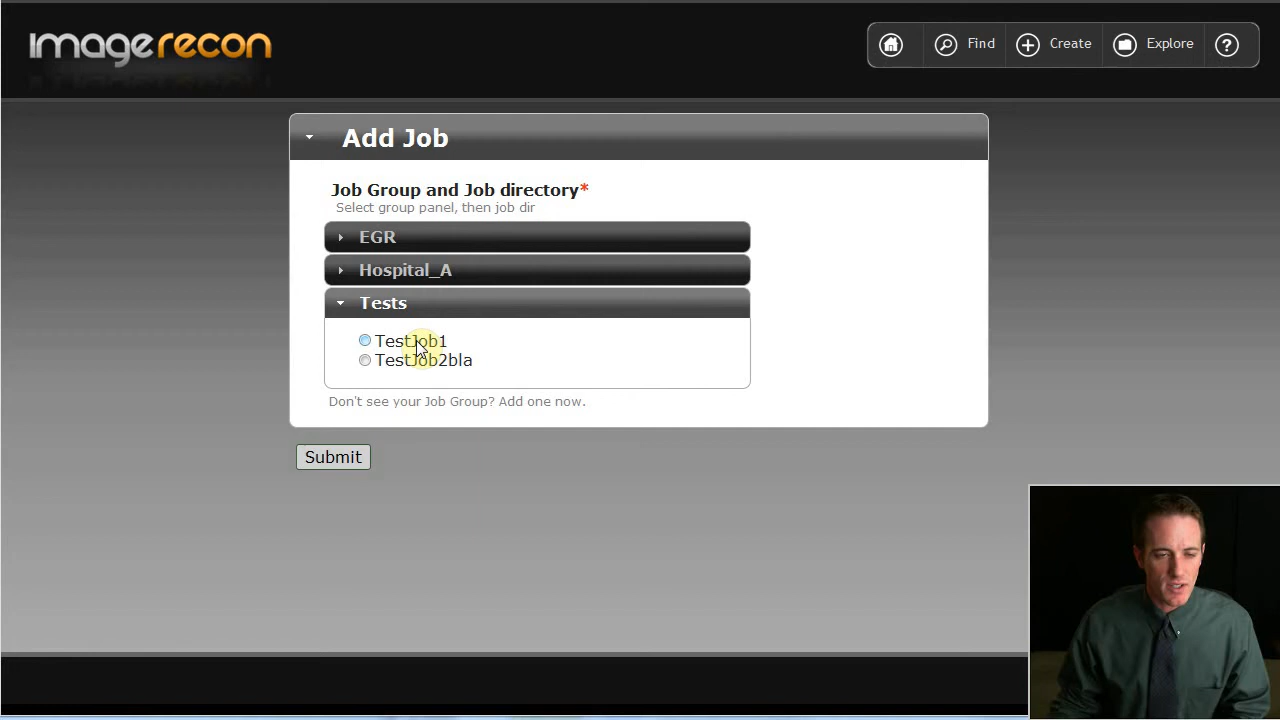 imagerecon
Find
Create
Explore
?
Add Job
Job Group and Job directory*
Select group panel, then job dir
EGR
Hospital_A
Tests
TestJob1
TestJob2bla
Don't see your Job Group? Add one now.
Submit